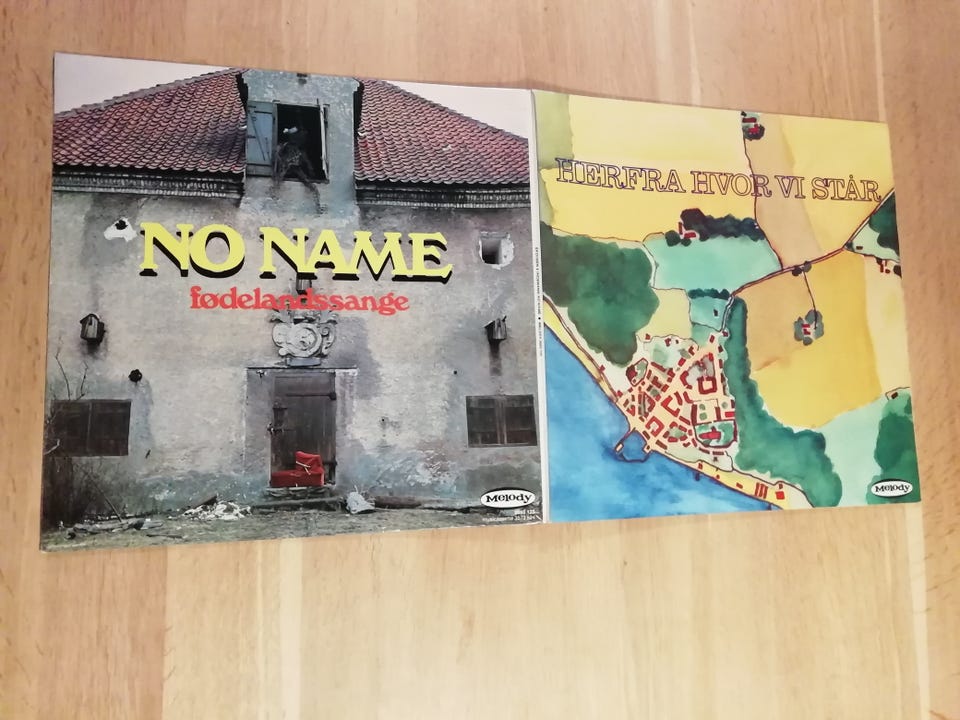 NO NAME
fødelandssange
Melody
HERFRA HVOR VI STÅR
Melody